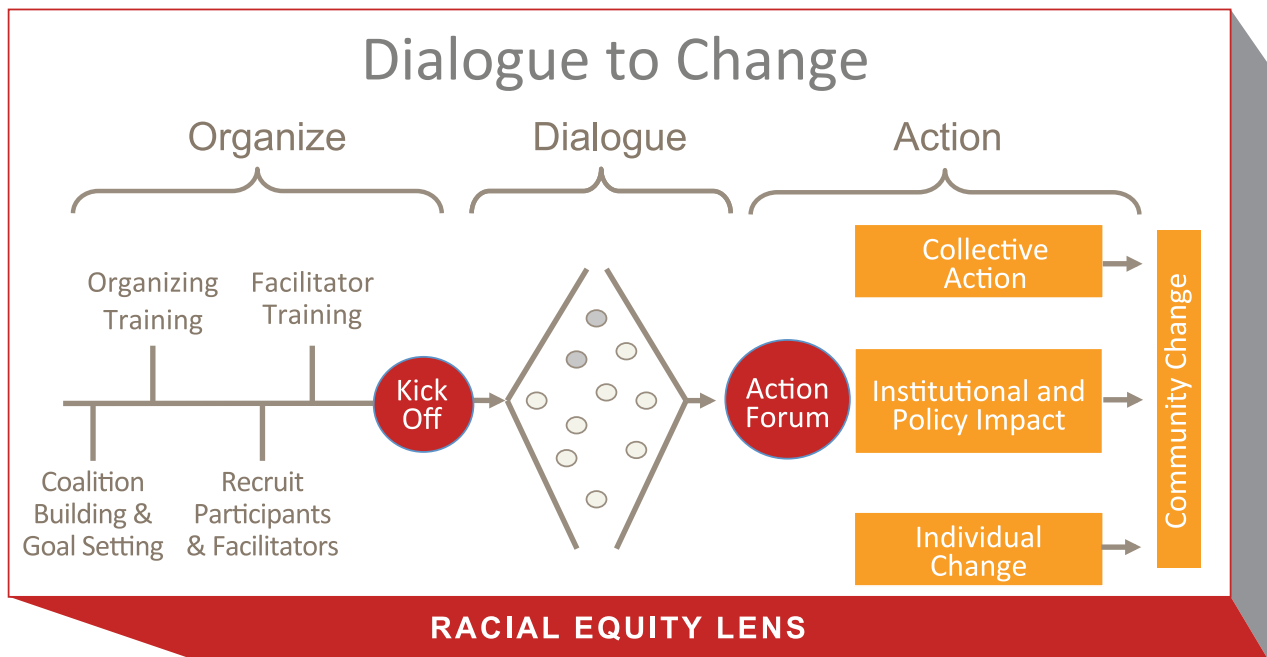 Dialogue to Change
Organize
Dialogue
Action
Organizing
Training
Facilitator
Training
Coalition
Building &
Goal Setting
Recruit
Participants
& Facilitators
Kick
Off
Action
Forum
Collective
Action
Institutional and
Policy Impact
Individual
Change
Community Change
RACIAL EQUITY LENS